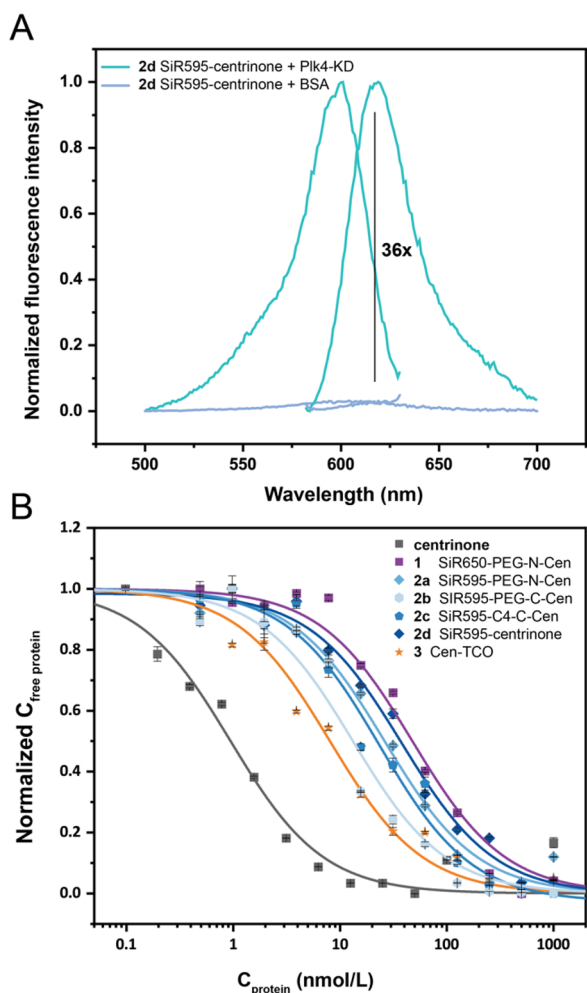 A
2d SiR595-centrinone + Plk4-KD
2d SiR595-centrinone + BSA
1.0
0.8
0.6
0.4
0.2
0.0
36x
Normalized fluorescence intensity
500
550
600
650
700
Wavelength (nm)
B
1.2
1.0
0.8
0.6
0.4
0.2
0.0
centrinone
1 SiR650-PEG-N-Cen
2a SiR595-PEG-N-Cen
2b SIR595-PEG-C-Cen
2c SiR595-C4-C-Cen
2d SiR595-centrinone
3 Cen-TCO
Normalized C free protein
0.1
1
10
100
1000
C protein (nmol/L)